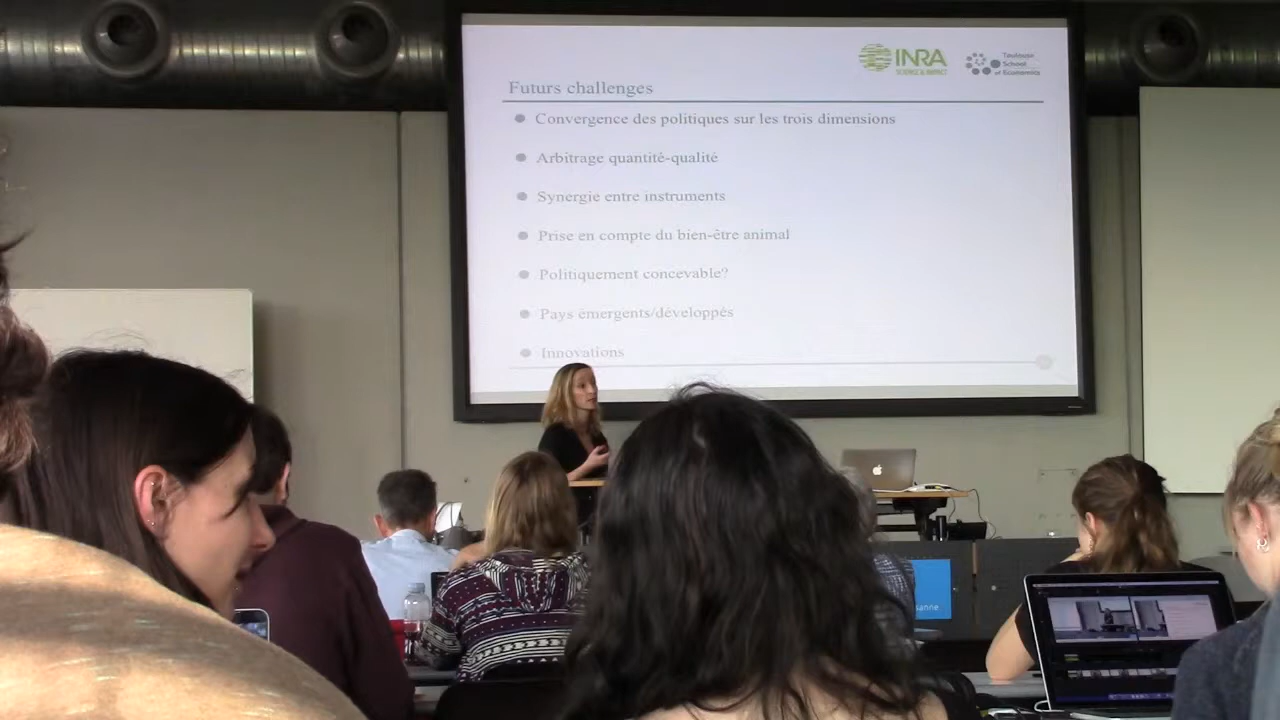 INRA
SCIENCE & IMPACT
Toulouse
School
of Economics
Futurs challenges
Convergence des politiques sur les trois dimensions
Arbitrage quantité-qualité
Synergie entre instruments
Prise en compte du bien-être animal
Politiquement concevable?
Pays émergents/développés
Innovations
sanne